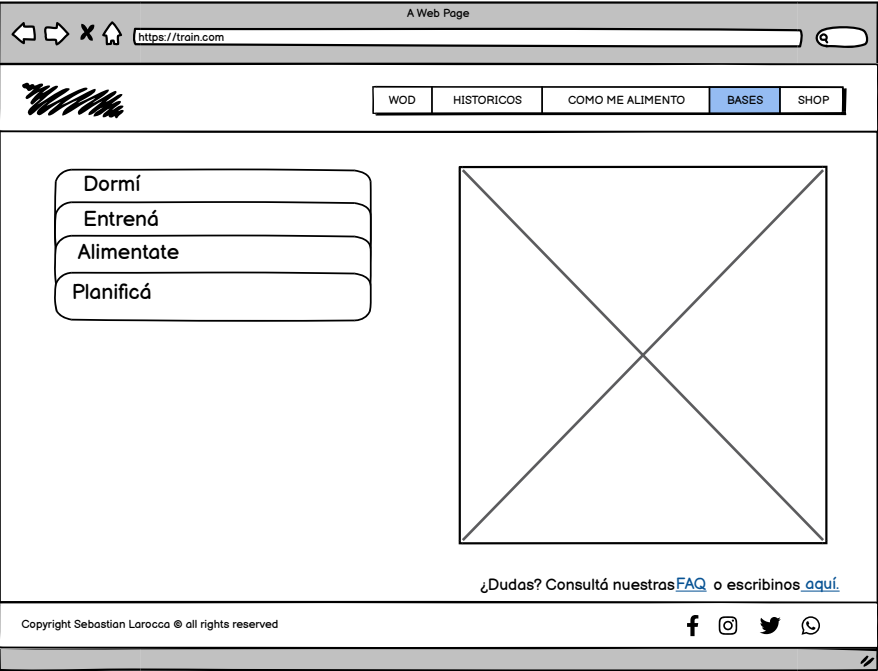 A Web Page
https://train.com
WOD HISTORICOS COMO ME ALIMENTO BASES SHOP
Dormí
Entrená
Alimentate
Planificá
¿Dudas? Consultá nuestras FAQ o escribinos aquí.
Copyright Sebastian Larocca © all rights reserved